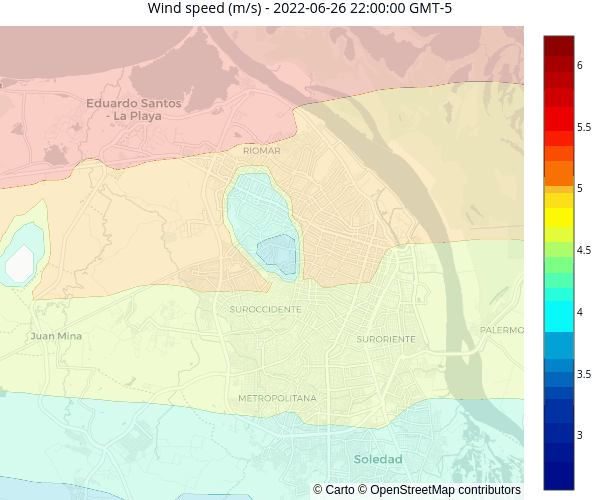 Wind speed (m/s) - 2022-06-26 22:00:00 GMT-5
Eduardo Santos
- La Playa
RIOMAR
SUROCCIDENTE
Juan Mina
SURORIENTE
PALERMO
METROPOLITANA
Soledad
© Carto © OpenStreetMap contributors
6
5.5
5
4.5
4
3.5
3